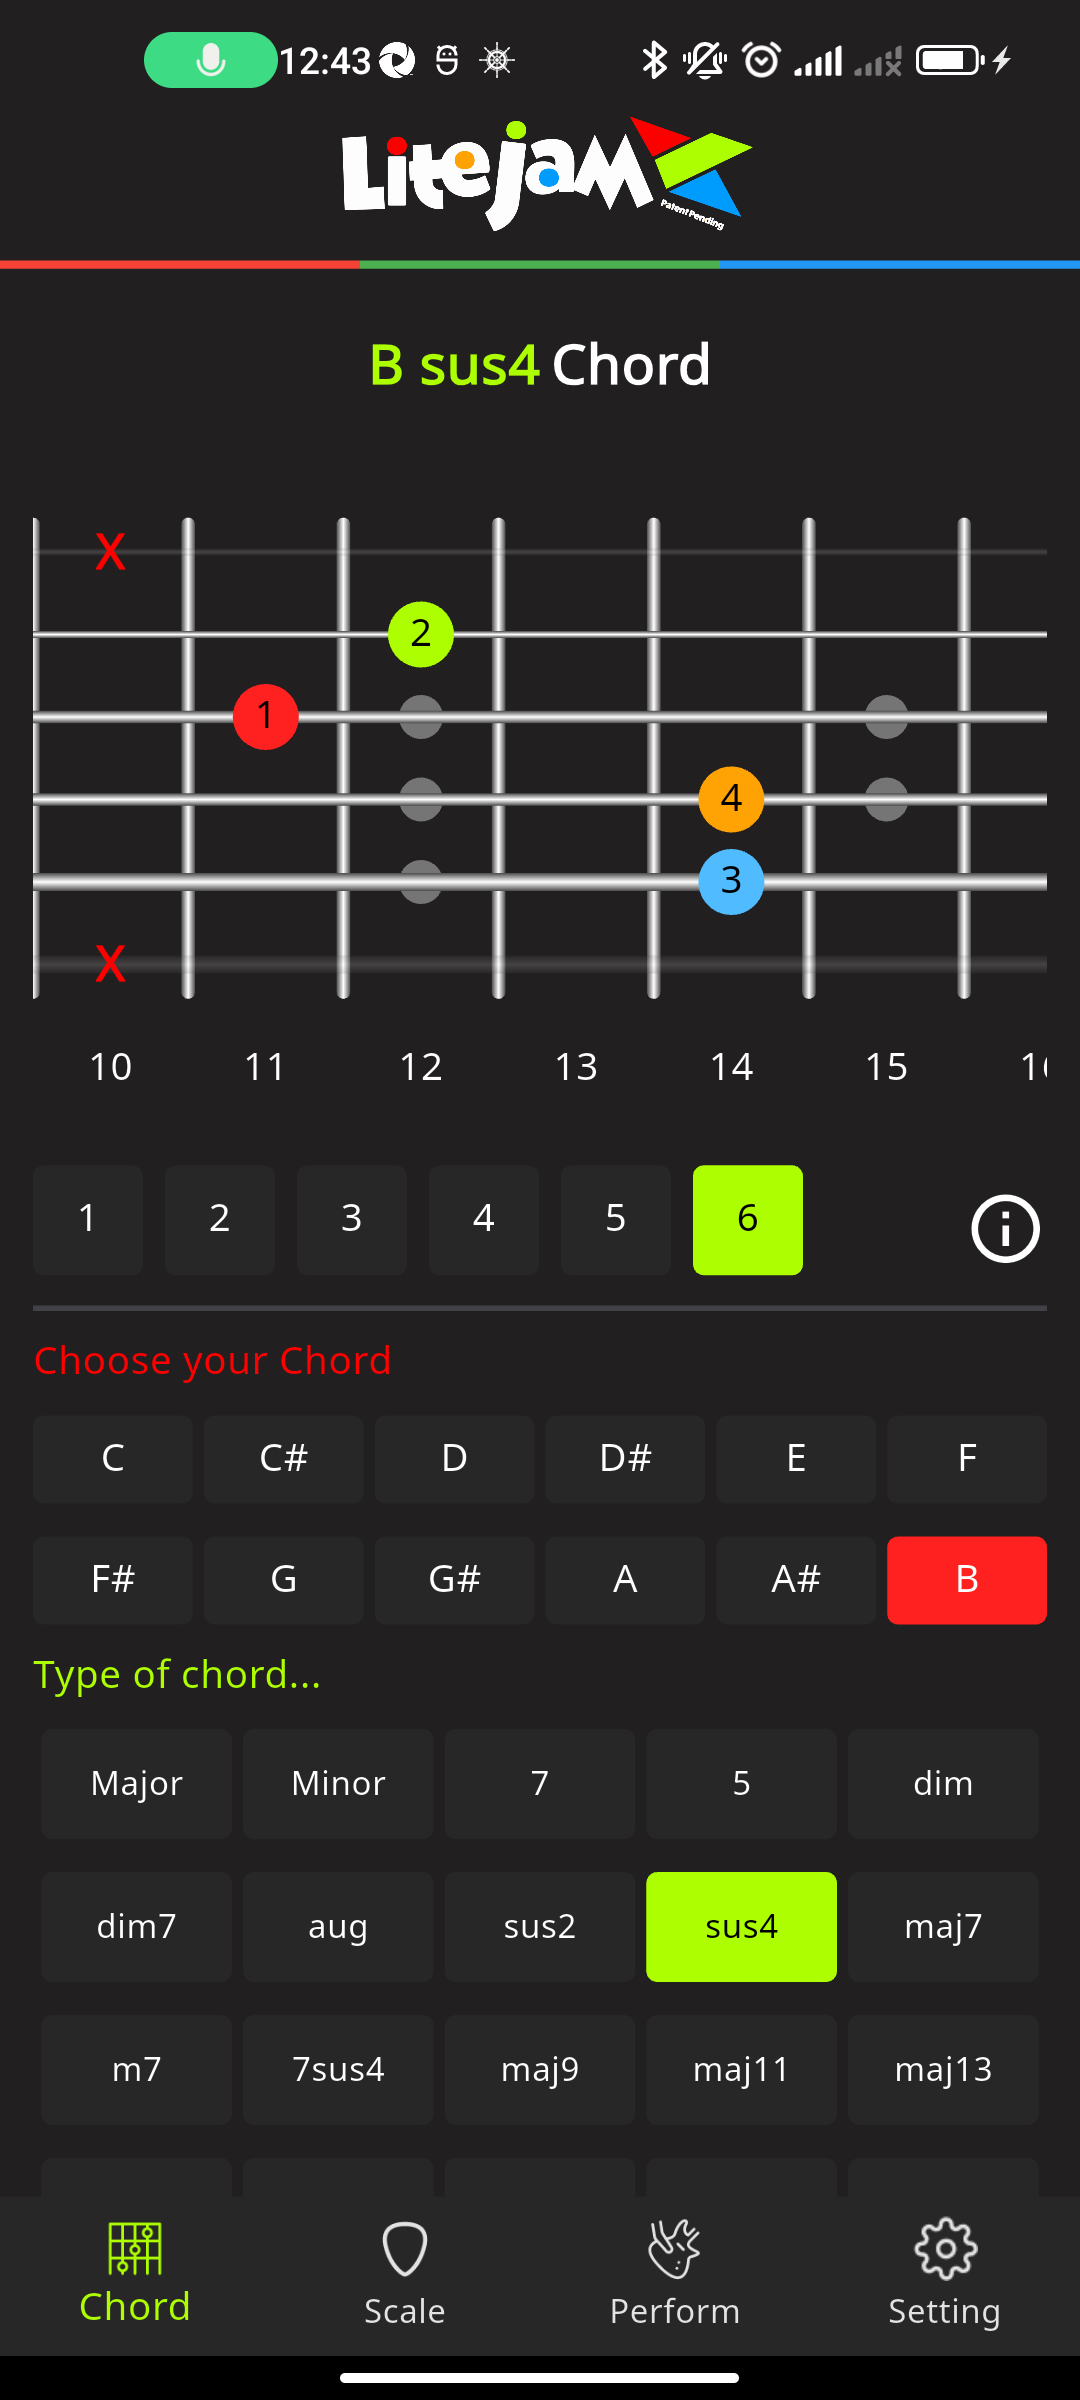 12:43
LiteJam
Patent Pending
B sus4 Chord
X
2
1
4
3
X
10 11 12 13 14 15
1 2 3 4 5 6
Choose your Chord
C C# D D# E F
F# G G# A A# B
Type of chord...
Major Minor 7 5 dim
dim7 aug sus2 sus4 maj7
m7 7sus4 maj9 maj11 maj13
Chord Scale Perform Setting